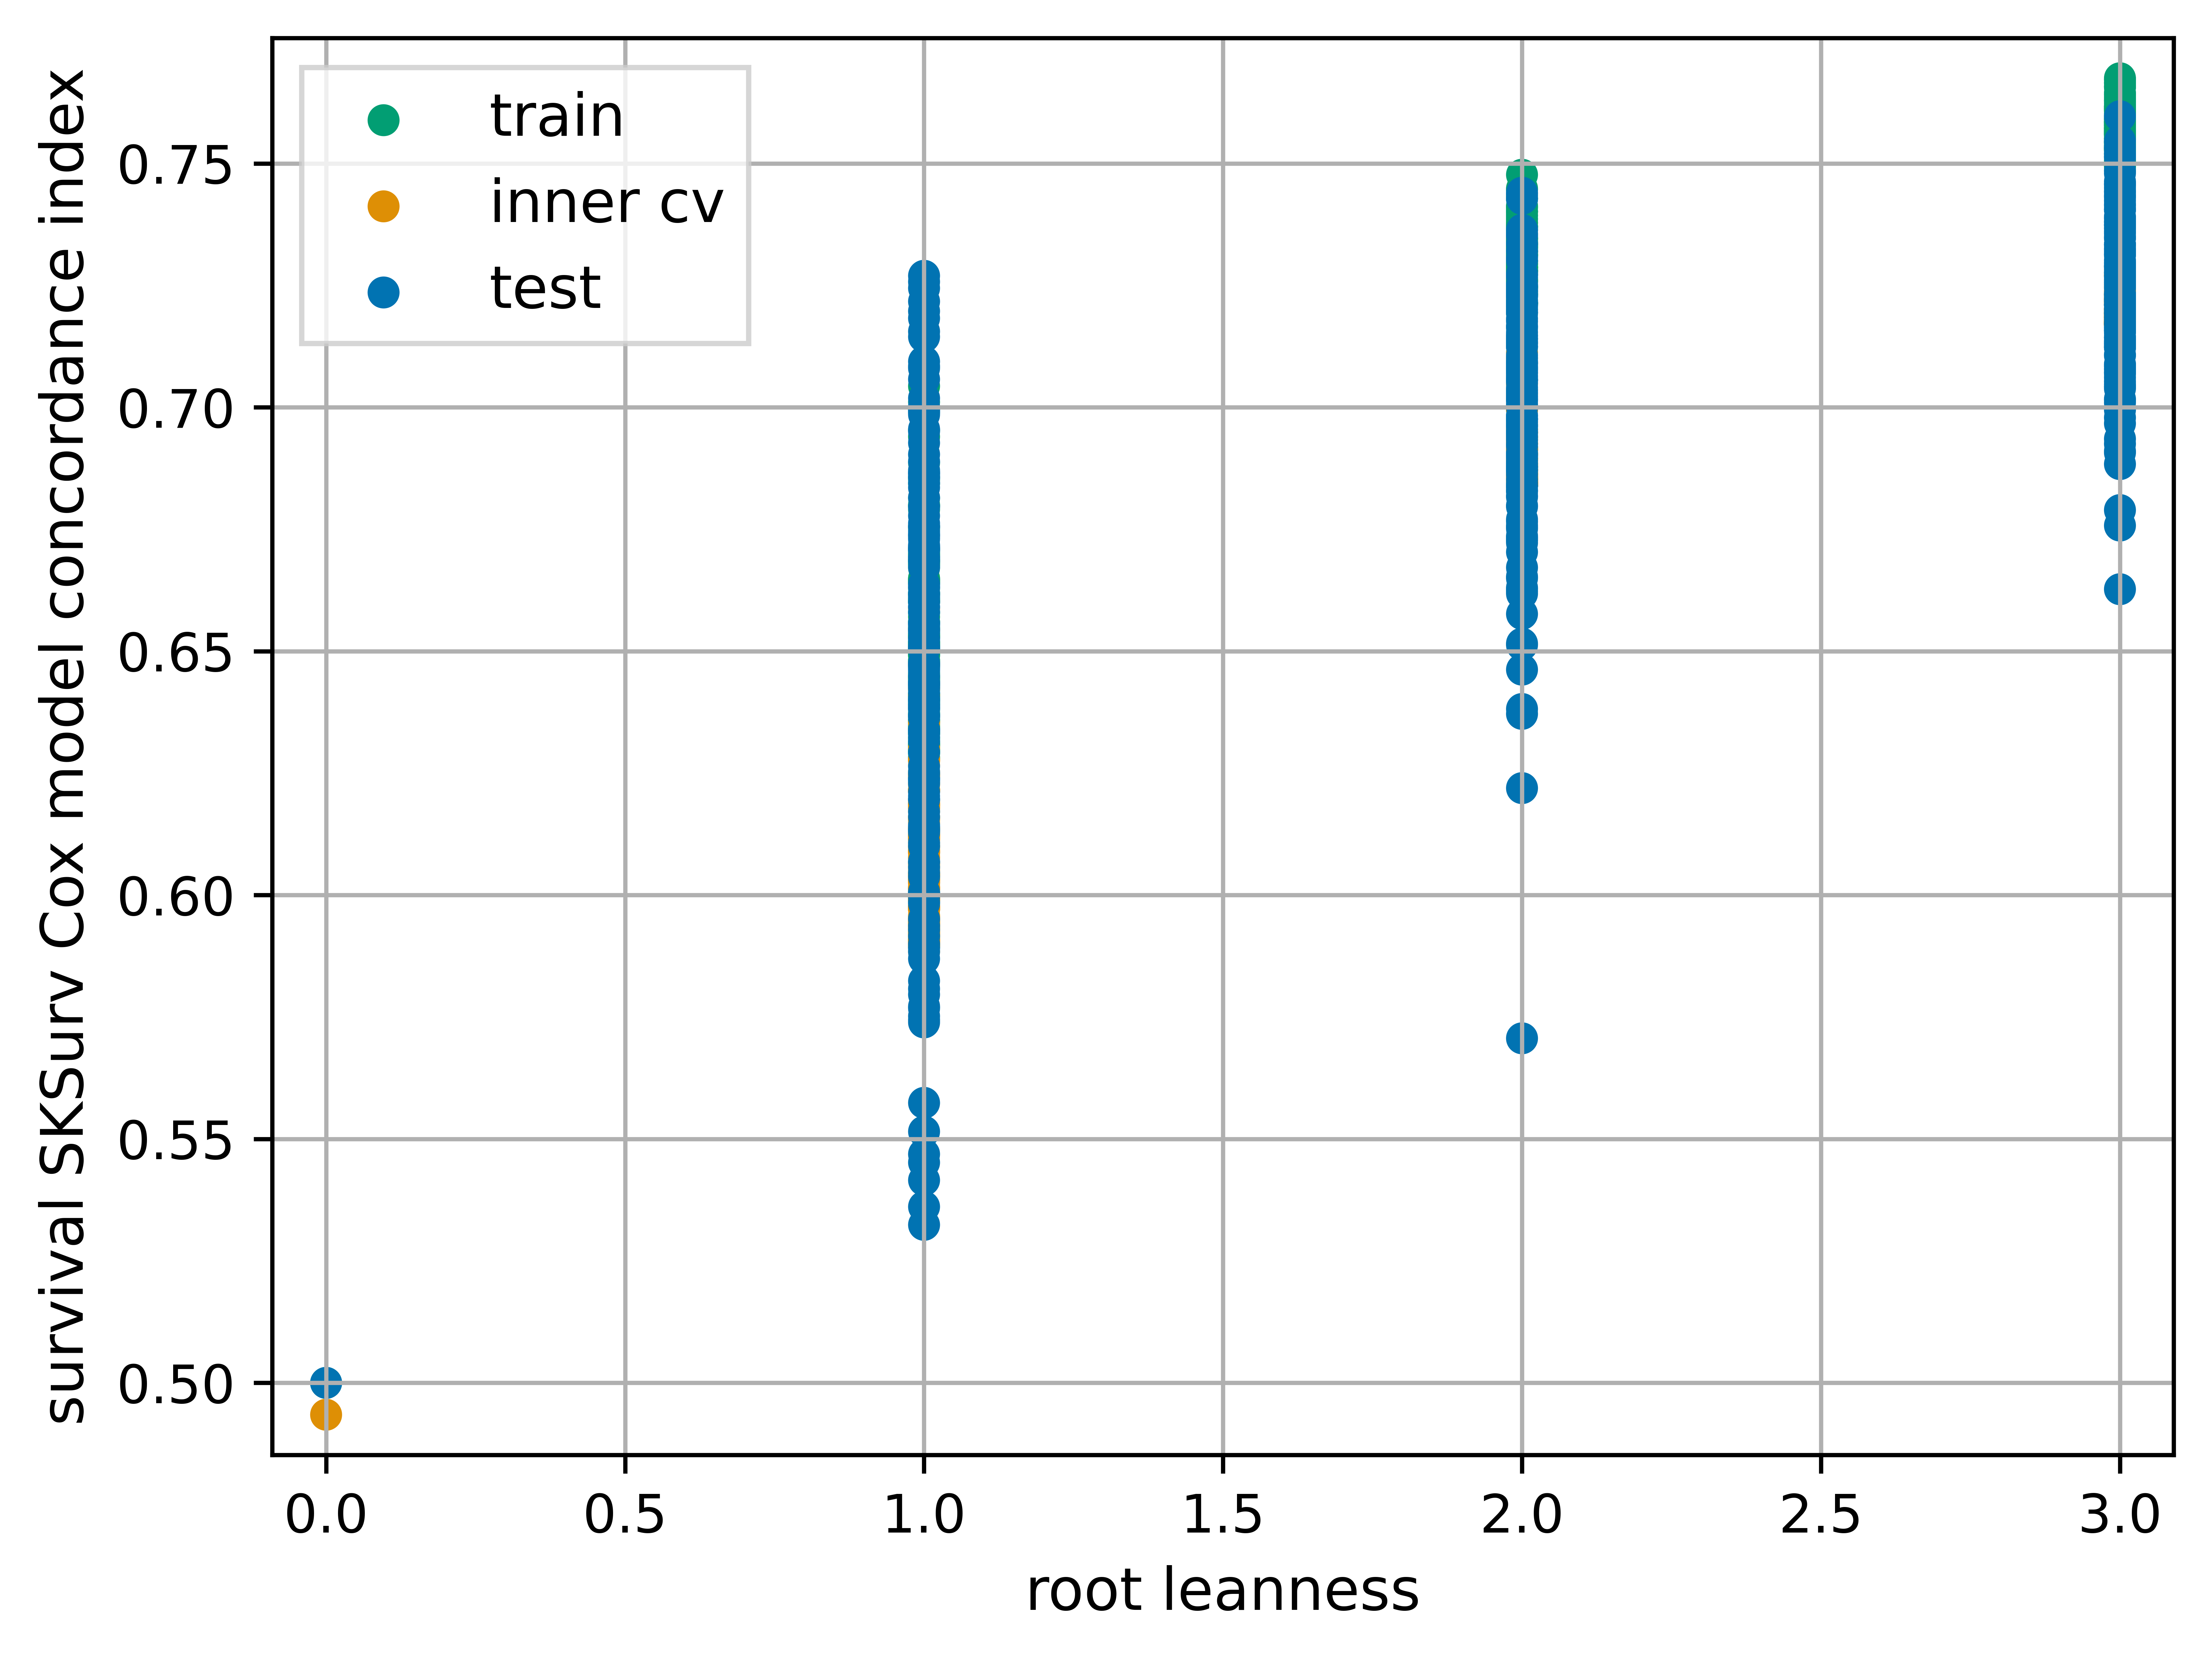 survival SKSurv Cox model concordance index
train
inner cv
test
0.75
0.70
0.65
0.60
0.55
0.50
0.0 0.5 1.0 1.5 2.0 2.5 3.0
root leanness